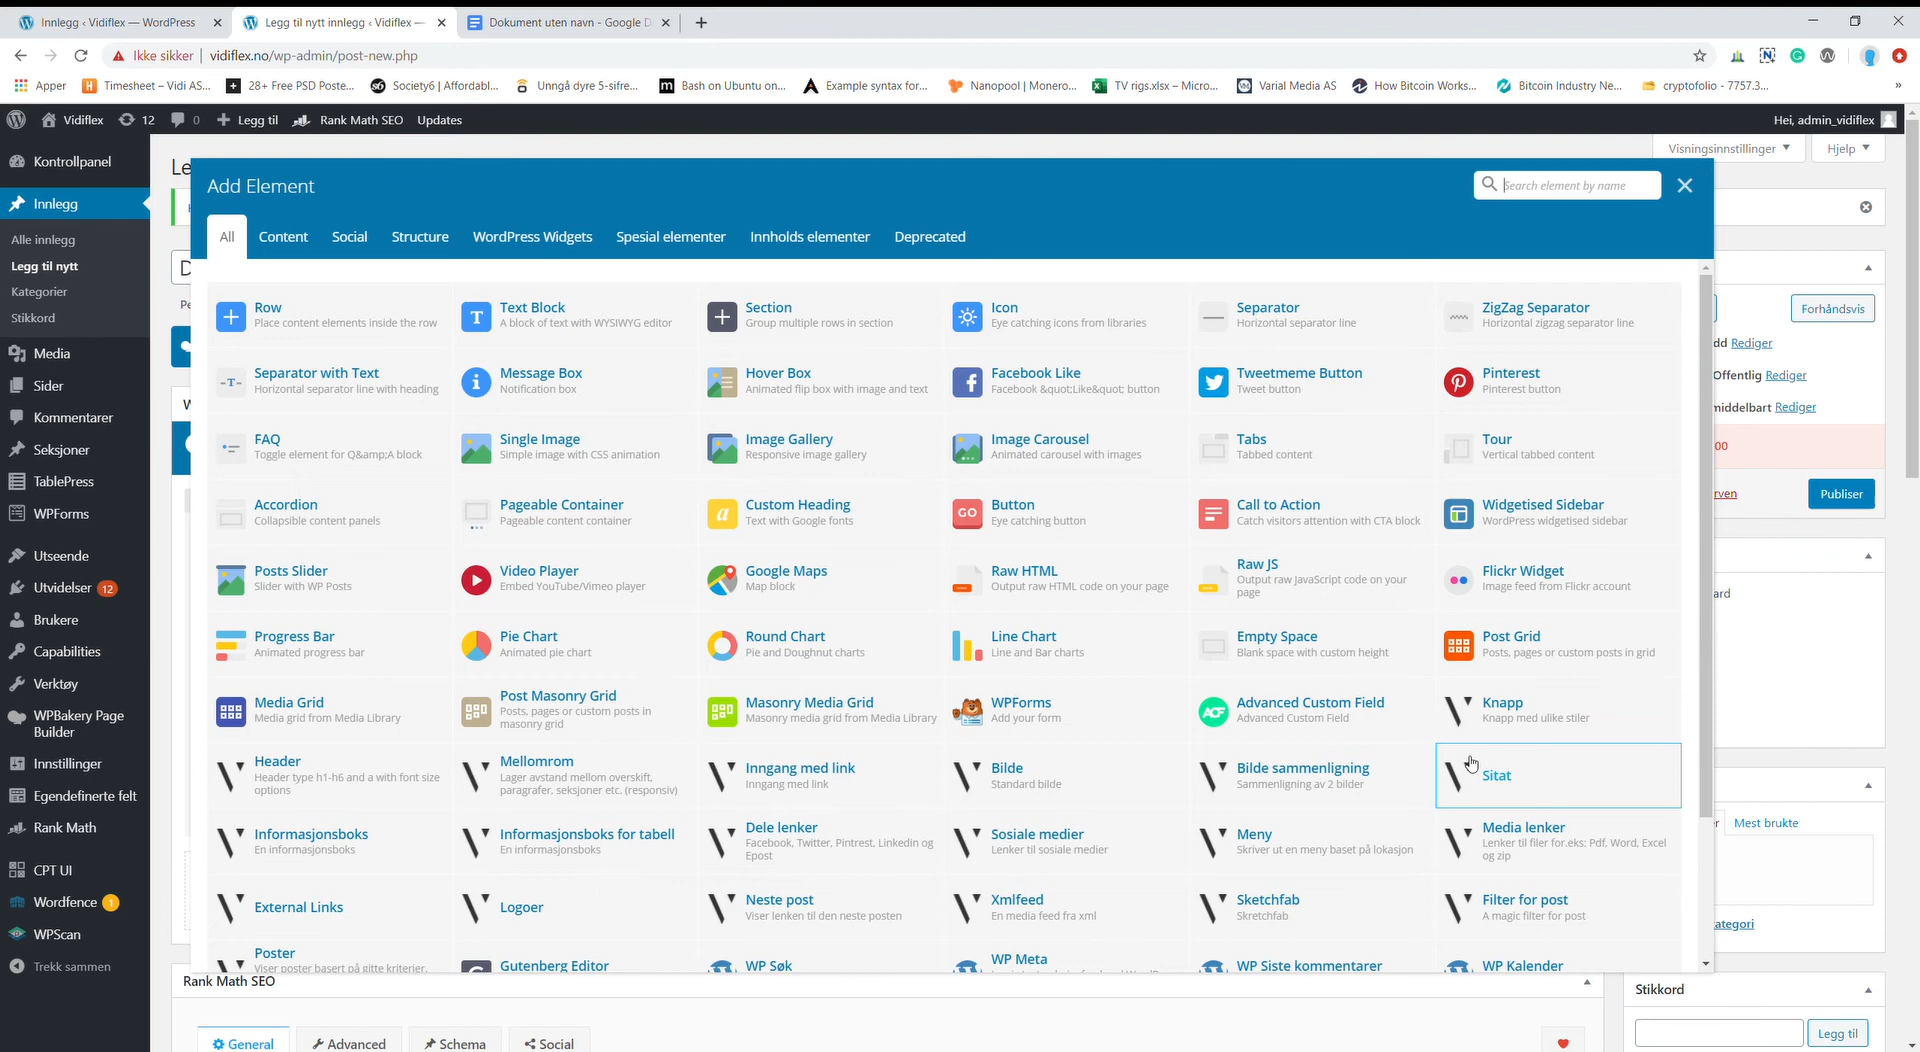 Innlegg ‹ Vidiflex — WordPress
Legg til nytt innlegg ‹ Vidiflex —
Dokument uten navn - Google D
Ikke sikker | vidiflex.no/wp-admin/post-new.php
Apper
Timesheet – Vidi AS...
28+ Free PSD Poste...
Society6 | Affordabl...
Unngå dyre 5-sifre...
Bash on Ubuntu on...
Example syntax for...
Nanopool | Monero...
TV rigs.xlsx – Micro...
Varial Media AS
How Bitcoin Works...
Bitcoin Industry Ne...
cryptofolio - 7757.3...
»
Vidiflex
12
0
Legg til
Rank Math SEO
Updates
Hei, admin_vidiflex
Kontrollpanel
Innlegg
Alle innlegg
Legg til nytt
Kategorier
Stikkord
Media
Sider
Kommentarer
Seksjoner
TablePress
WPForms
Utseende
Utvidelser 12
Brukere
Capabilities
Verktøy
WPBakery Page
Builder
Innstillinger
Egendefinerte felt
Rank Math
CPT UI
Wordfence 1
WPScan
Trekk sammen
Visningsinnstillinger
Hjelp
Le
D
Pe
Add Element
Search element by name
All
Content
Social
Structure
WordPress Widgets
Spesial elementer
Innholds elementer
Deprecated
Row
Place content elements inside the row
Text Block
A block of text with WYSIWYG editor
Section
Group multiple rows in section
Icon
Eye catching icons from libraries
Separator
Horizontal separator line
ZigZag Separator
Horizontal zigzag separator line
Separator with Text
Horizontal separator line with heading
Message Box
Notification box
Hover Box
Animated flip box with image and text
Facebook Like
Facebook &quot;Like&quot; button
Tweetmeme Button
Tweet button
Pinterest
Pinterest button
FAQ
Toggle element for Q&amp;A block
Single Image
Simple image with CSS animation
Image Gallery
Responsive image gallery
Image Carousel
Animated carousel with images
Tabs
Tabbed content
Tour
Vertical tabbed content
Accordion
Collapsible content panels
Pageable Container
Pageable content container
Custom Heading
Text with Google fonts
GO
Button
Eye catching button
Call to Action
Catch visitors attention with CTA block
Widgetised Sidebar
WordPress widgetised sidebar
Posts Slider
Slider with WP Posts
Video Player
Embed YouTube/Vimeo player
Google Maps
Map block
Raw HTML
Output raw HTML code on your page
Raw JS
Output raw JavaScript code on your
page
Flickr Widget
Image feed from Flickr account
Progress Bar
Animated progress bar
Pie Chart
Animated pie chart
Round Chart
Pie and Doughnut charts
Line Chart
Line and Bar charts
Empty Space
Blank space with custom height
Post Grid
Posts, pages or custom posts in grid
Media Grid
Media grid from Media Library
Post Masonry Grid
Posts, pages or custom posts in
masonry grid
Masonry Media Grid
Masonry media grid from Media Library
WPForms
Add your form
ACF
Advanced Custom Field
Advanced Custom Field
Knapp
Knapp med ulike stiler
Header
Header type h1-h6 and a with font size
options
Mellomrom
Lager avstand mellom overskift,
paragrafer, seksjoner etc. (responsiv)
Inngang med link
Inngang med link
Bilde
Standard bilde
Bilde sammenligning
Sammenligning av 2 bilder
Sitat
Informasjonsboks
En informasjonsboks
Informasjonsboks for tabell
En informasjonsboks
Dele lenker
Facebook, Twitter, Pintrest, Linkedin og
Epost
Sosiale medier
Lenker til sosiale medier
Meny
Skriver ut en meny baset på lokasjon
Media lenker
Lenker til filer for.eks: Pdf, Word, Excel
og zip
External Links
Logoer
Neste post
Viser lenken til den neste posten
Xmlfeed
En media feed fra xml
Sketchfab
Skretchfab
Filter for post
A magic filter for post
Poster
Viser poster basert på gitte kriterier.
Gutenberg Editor
WP Søk
WP Meta
WP Siste kommentarer
WP Kalender
Forhåndsvis
dd Rediger
Offentlig Rediger
middelbart Rediger
00
rven
Publiser
ard
r
Mest brukte
ategori
Rank Math SEO
General
Advanced
Schema
Social
Stikkord
Legg til